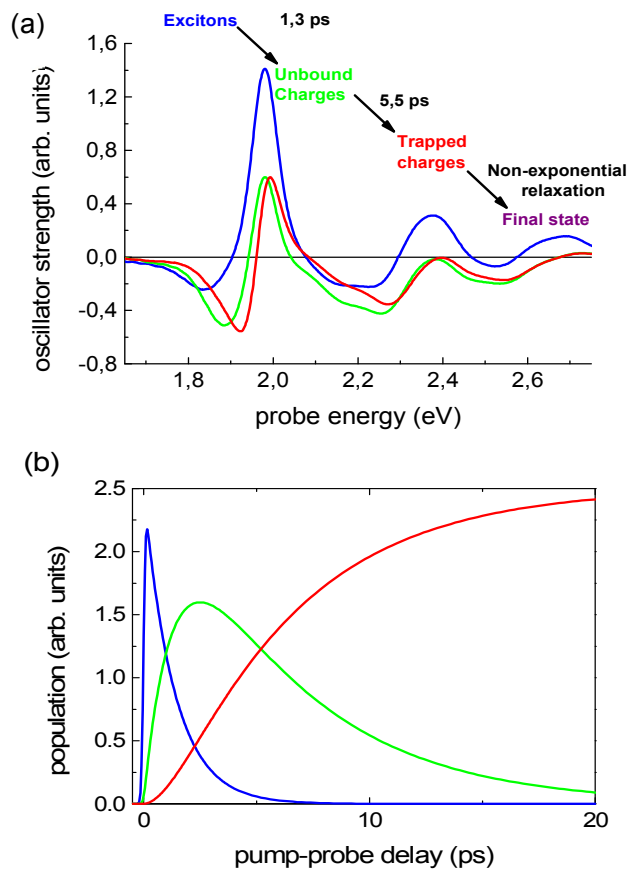 (a)
Excitons
1,3 ps
Unbound
Charges
5,5 ps
Trapped
charges
Non-exponential
relaxation
Final state
oscillator strength (arb. units)
1,6
1,2
0,8
0,4
0,0
-0,4
-0,8
1,8
2,0
2,2
2,4
2,6
probe energy (eV)
(b)
population (arb. units)
2.5
2.0
1.5
1.0
0.5
0.0
0
10
20
pump-probe delay (ps)